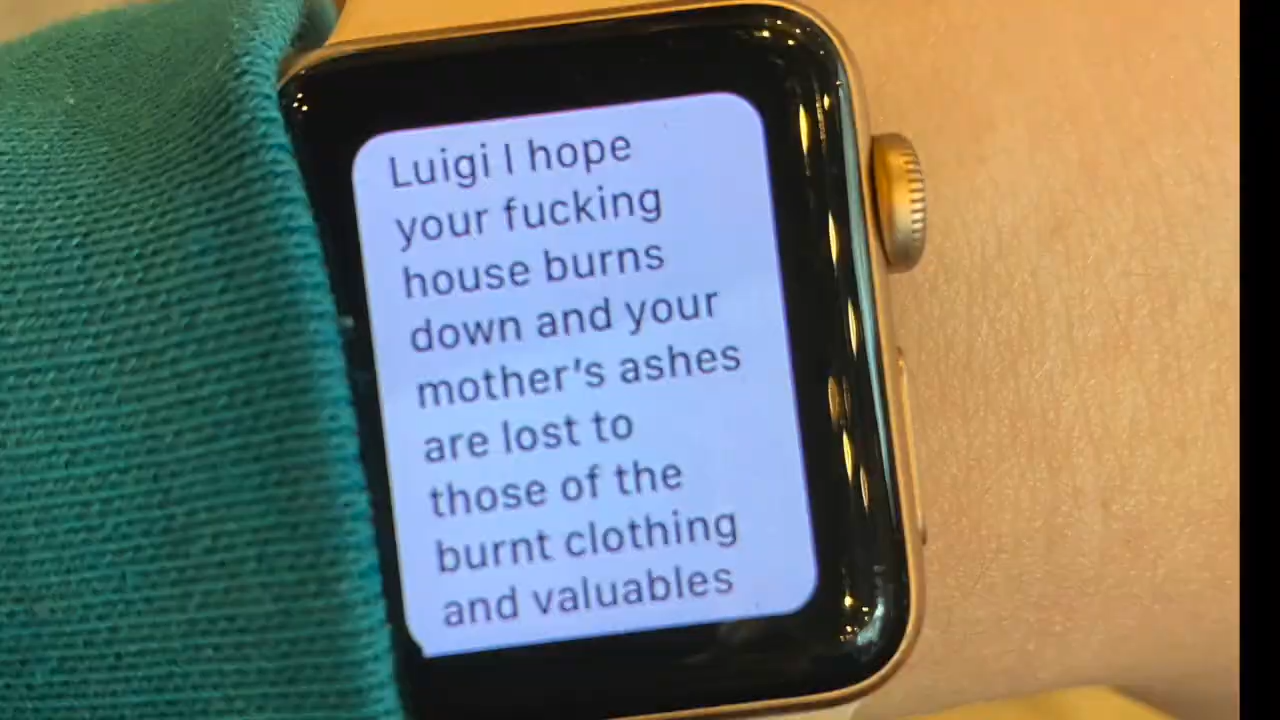 Luigi I hope
your fucking
house burns
down and your
mother's ashes
are lost to
those of the
burnt clothing
and valuables